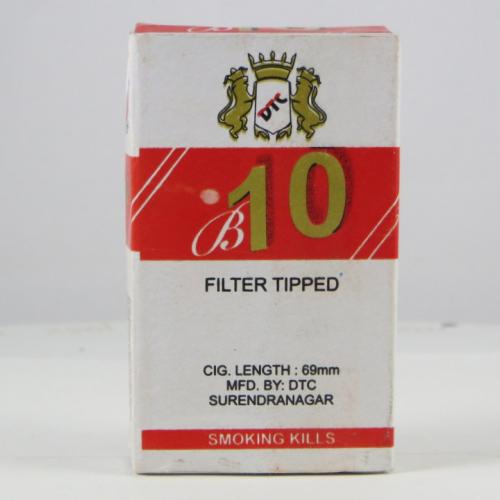 DTC
B10
FILTER TIPPED
CIG. LENGTH : 69mm
MFD. BY: DTC
SURENDRANAGAR
SMOKING KILLS